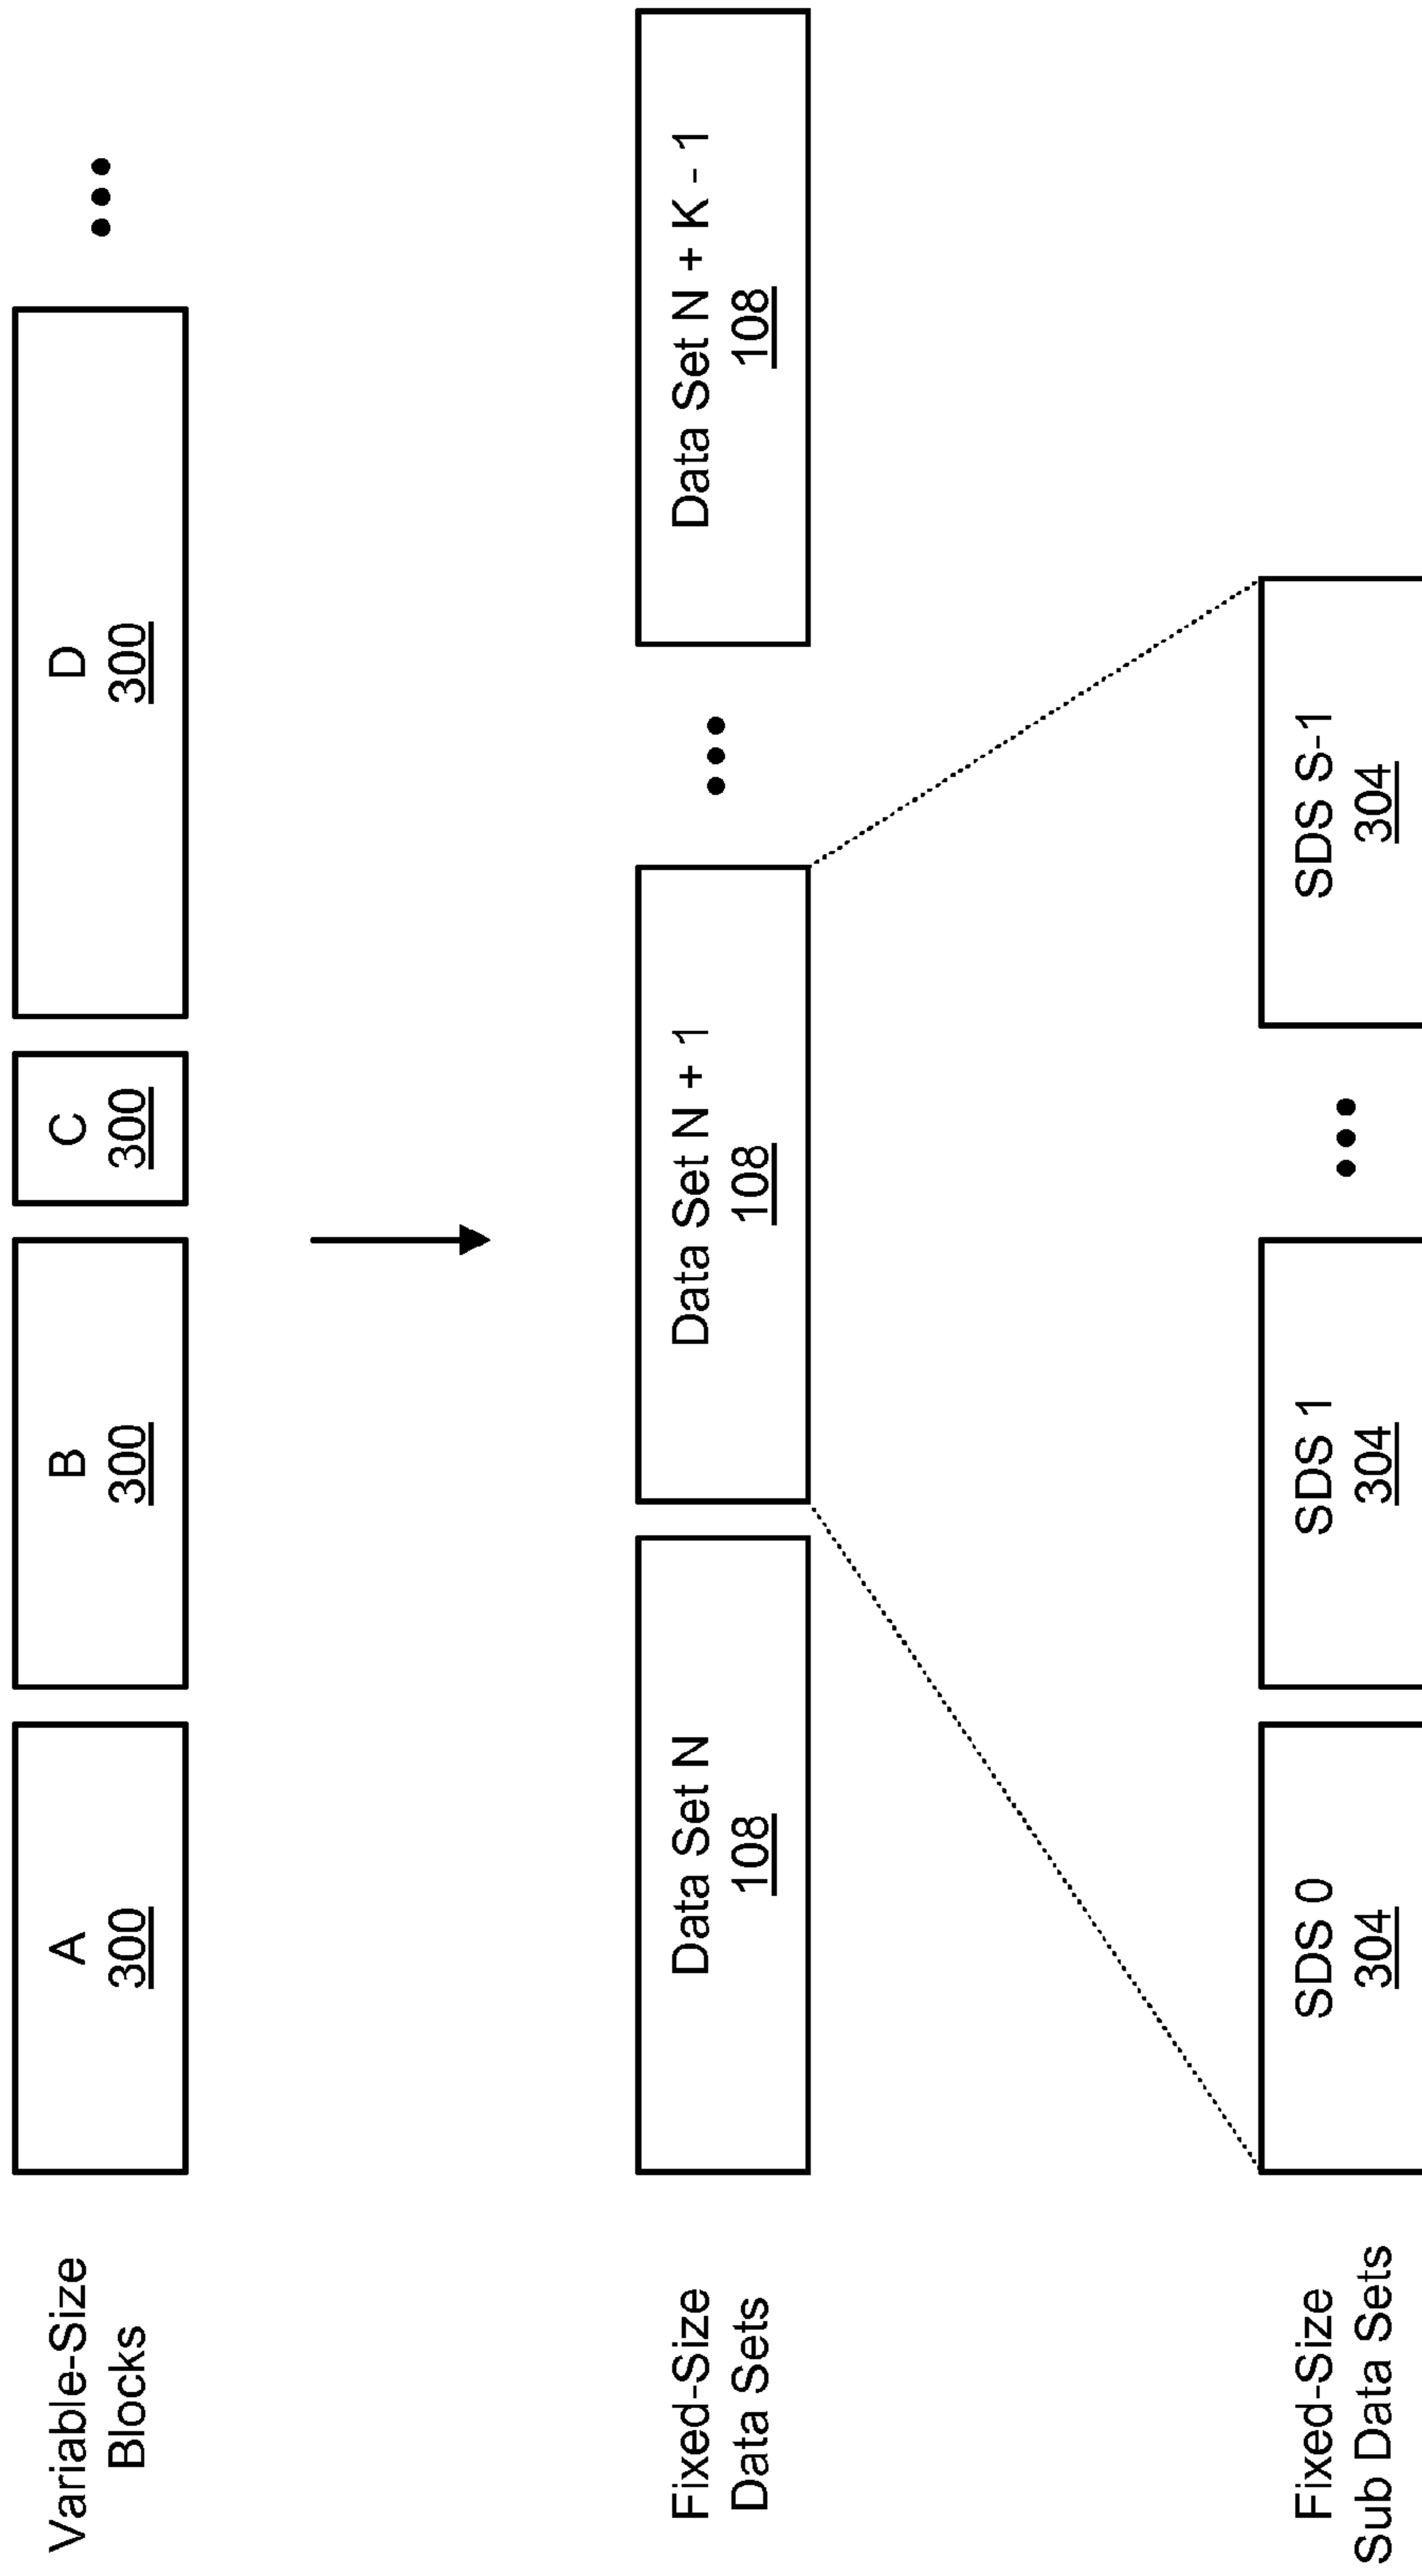 Variable-Size
Blocks
A
300
B
300
C
300
D
300
Fixed-Size
Data Sets
Data Set N
108
Data Set N + 1
108
Data Set N + K - 1
108
Fixed-Size
Sub Data Sets
SDS 0
304
SDS 1
304
SDS S-1
304